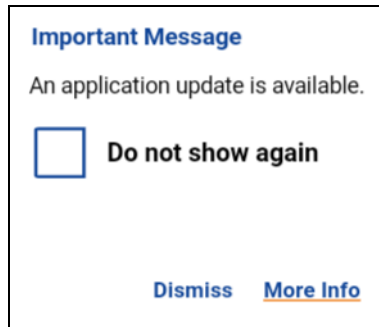 Important Message
An application update is available.
Do not show again
Dismiss More Info